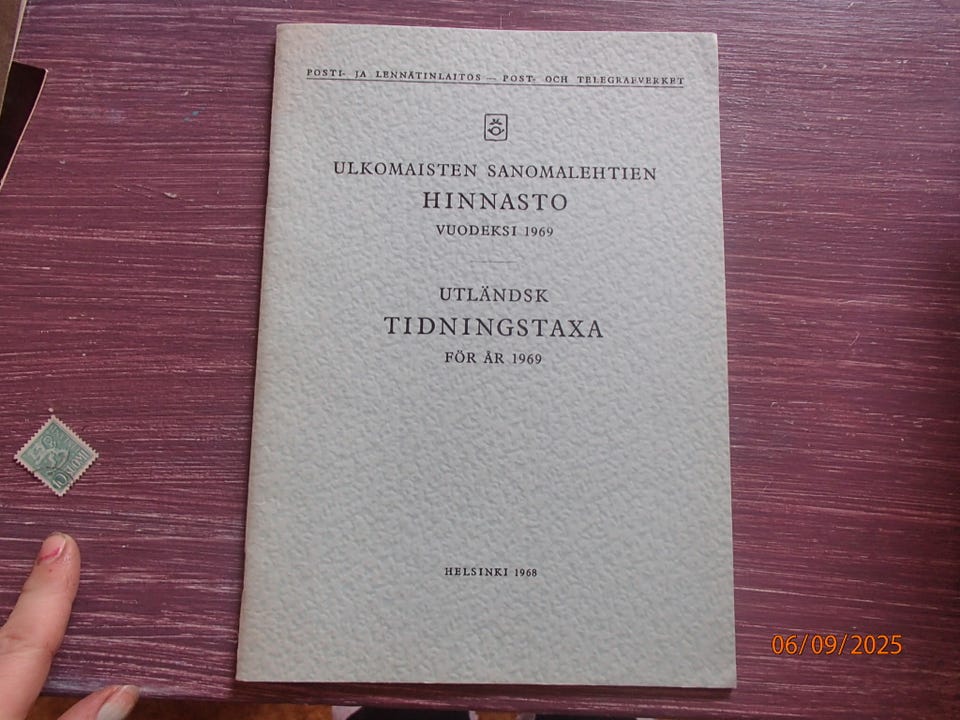 POSTI- JA LENNÄTINLAITOS — POST- OCH TELEGRAFVERKET
ULKOMAISTEN SANOMALEHTIEN
HINNASTO
VUODEKSI 1969
UTLÄNDSK
TIDNINGSTAXA
FÖR ÅR 1969
HELSINKI 1968
06/09/2025